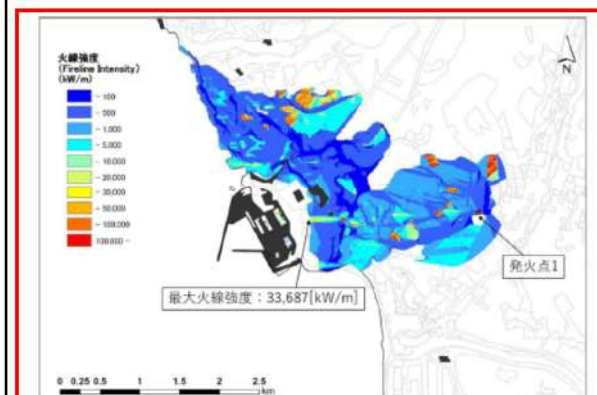 火線強度
(Fireline Intensity)
(kW/m)
- 100
- 500
- 1,000
- 5,000
- 10,000
- 20,000
- 30,000
- 50,000
- 100,000
100,000 -
N
発火点1
最大火線強度：33,687[kW/m]
0 0.25 0.5 1 1.5 2 2.5
km